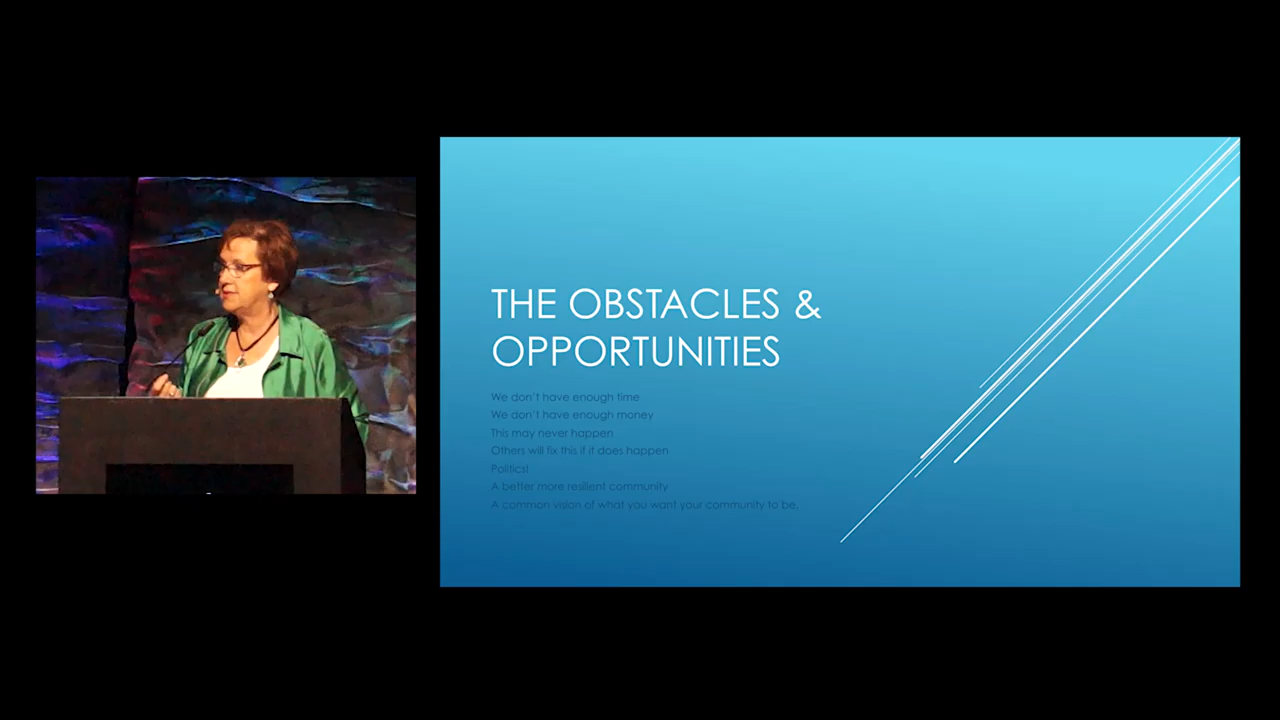 THE OBSTACLES &
OPPORTUNITIES
We don't have enough time
We don't have enough money
This may never happen
Others will fix this if it does happen
Politics!
A better more resilient community
A common vision of what you want your community to be.